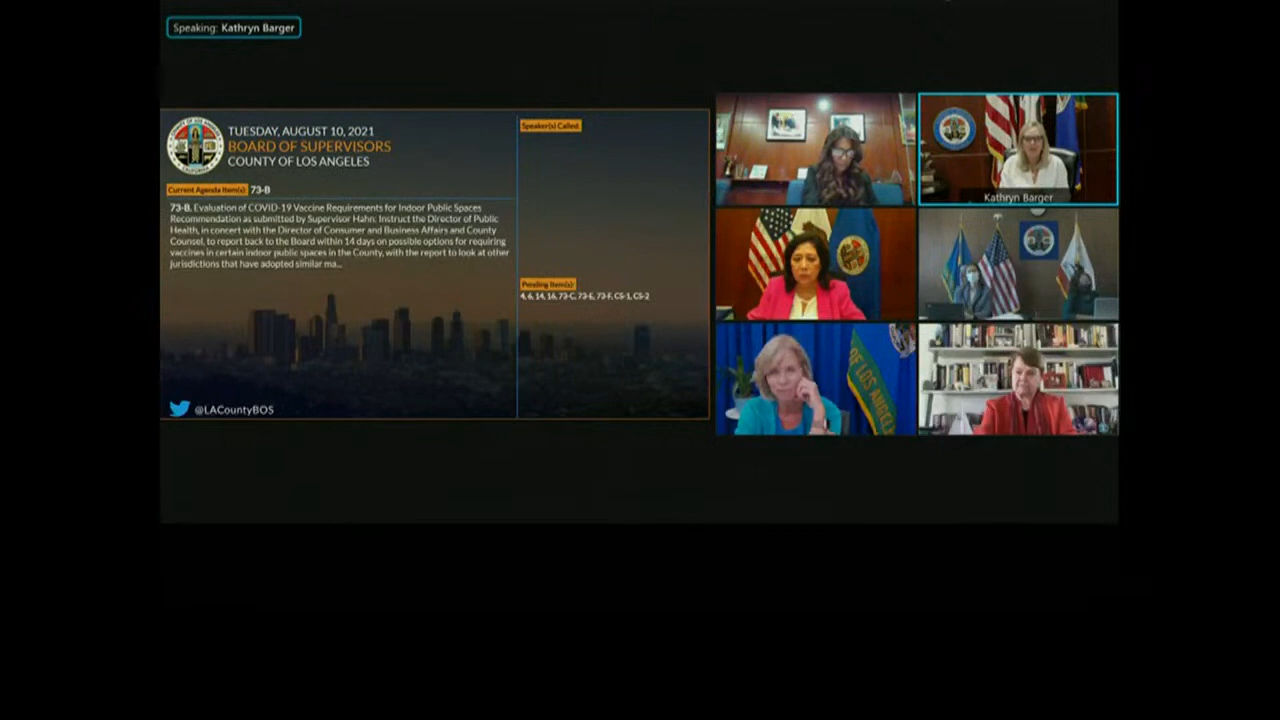 Speaking: Kathryn Barger
TUESDAY, AUGUST 10, 2021
BOARD OF SUPERVISORS
COUNTY OF LOS ANGELES
Current Agenda Item(s): 73-B
73-B. Evaluation of COVID-19 Vaccine Requirements for Indoor Public Spaces
Recommendation as submitted by Supervisor Hahn: Instruct the Director of Public
Health, in concert with the Director of Consumer and Business Affairs and County
Counsel, to report back to the Board within 14 days on possible options for requiring
vaccines in certain indoor public spaces in the County, with the report to look at other
jurisdictions that have adopted similar ma...
@LACountyBOS
Speaker(s) Called:
Pending Item(s):
4, 6, 14, 16, 73-C, 73-E, 73-F, CS-1, CS-2
Kathryn Barger
OF LOS ANGELE